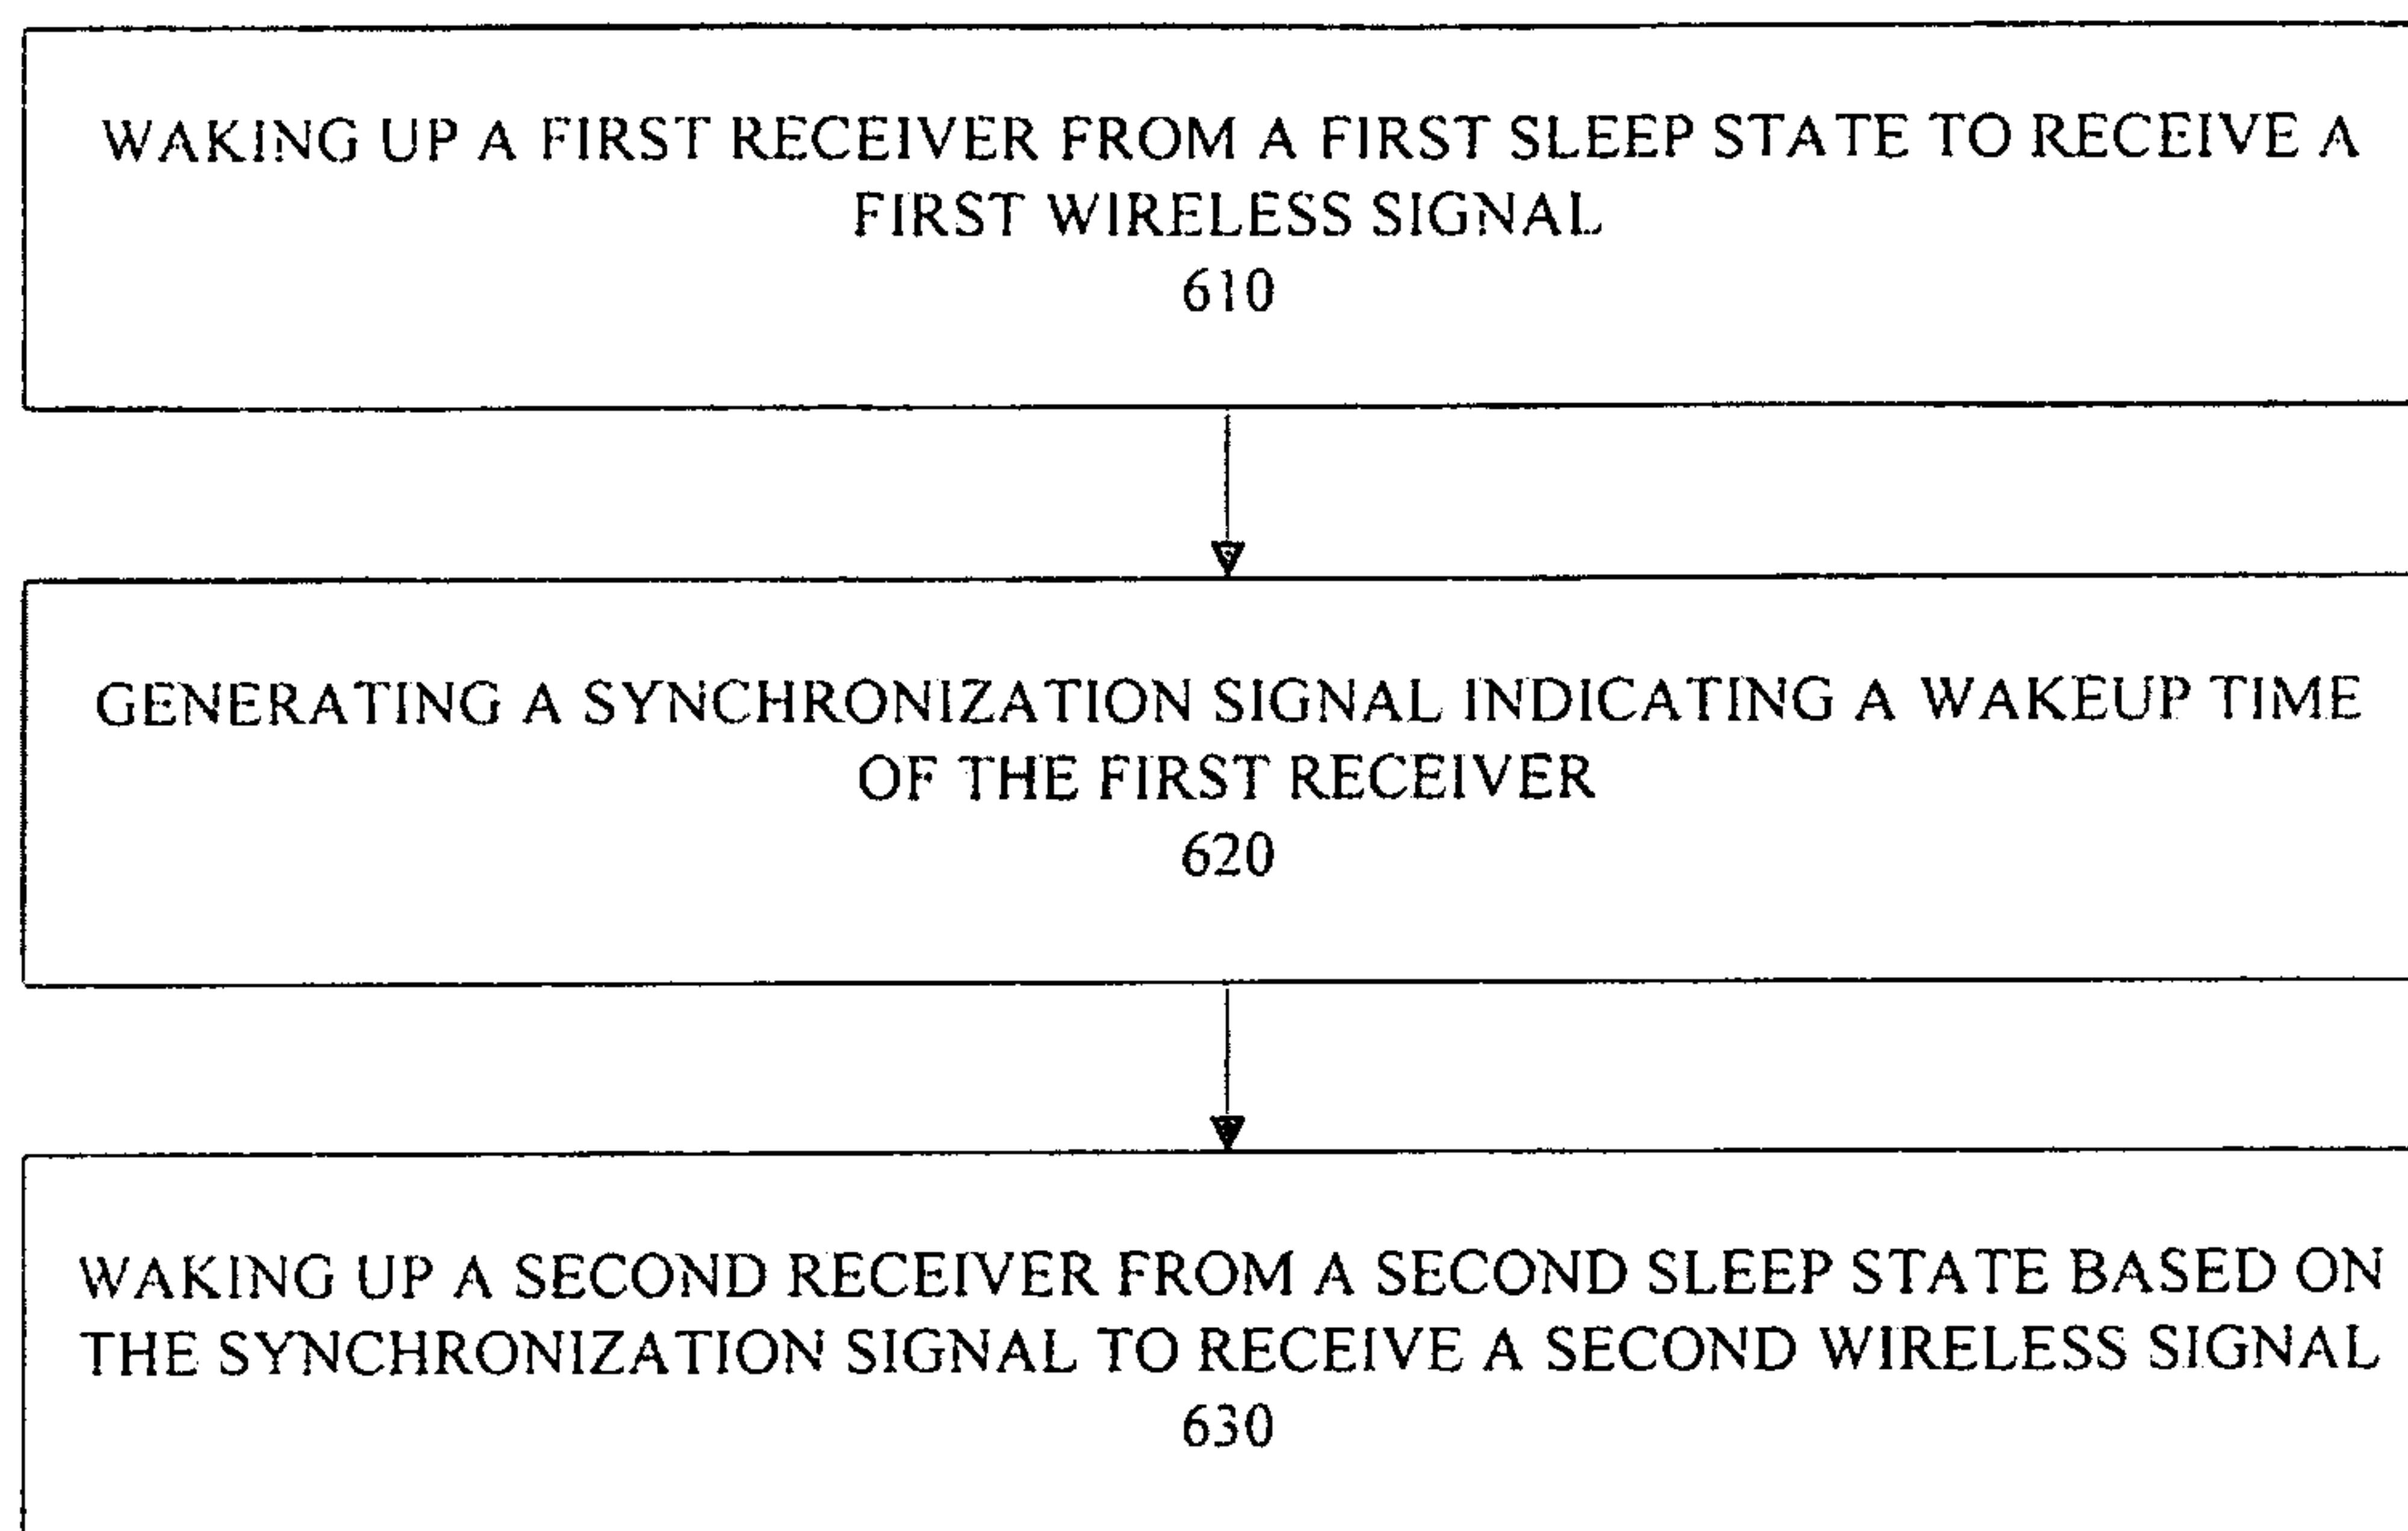 WAKING UP A FIRST RECEIVER FROM A FIRST SLEEP STATE TO RECEIVE A
FIRST WIRELESS SIGNAL
610
GENERATING A SYNCHRONIZATION SIGNAL INDICATING A WAKEUP TIME
OF THE FIRST RECEIVER
620
WAKING UP A SECOND RECEIVER FROM A SECOND SLEEP STATE BASED ON
THE SYNCHRONIZATION SIGNAL TO RECEIVE A SECOND WIRELESS SIGNAL
630